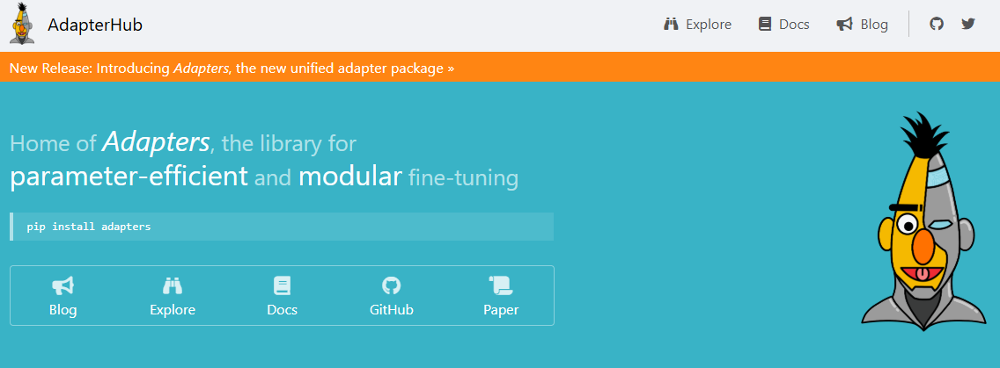 AdapterHub
Explore
Docs
Blog
New Release: Introducing Adapters, the new unified adapter package »
Home of Adapters, the library for
parameter-efficient and modular fine-tuning
pip install adapters
Blog
Explore
Docs
GitHub
Paper